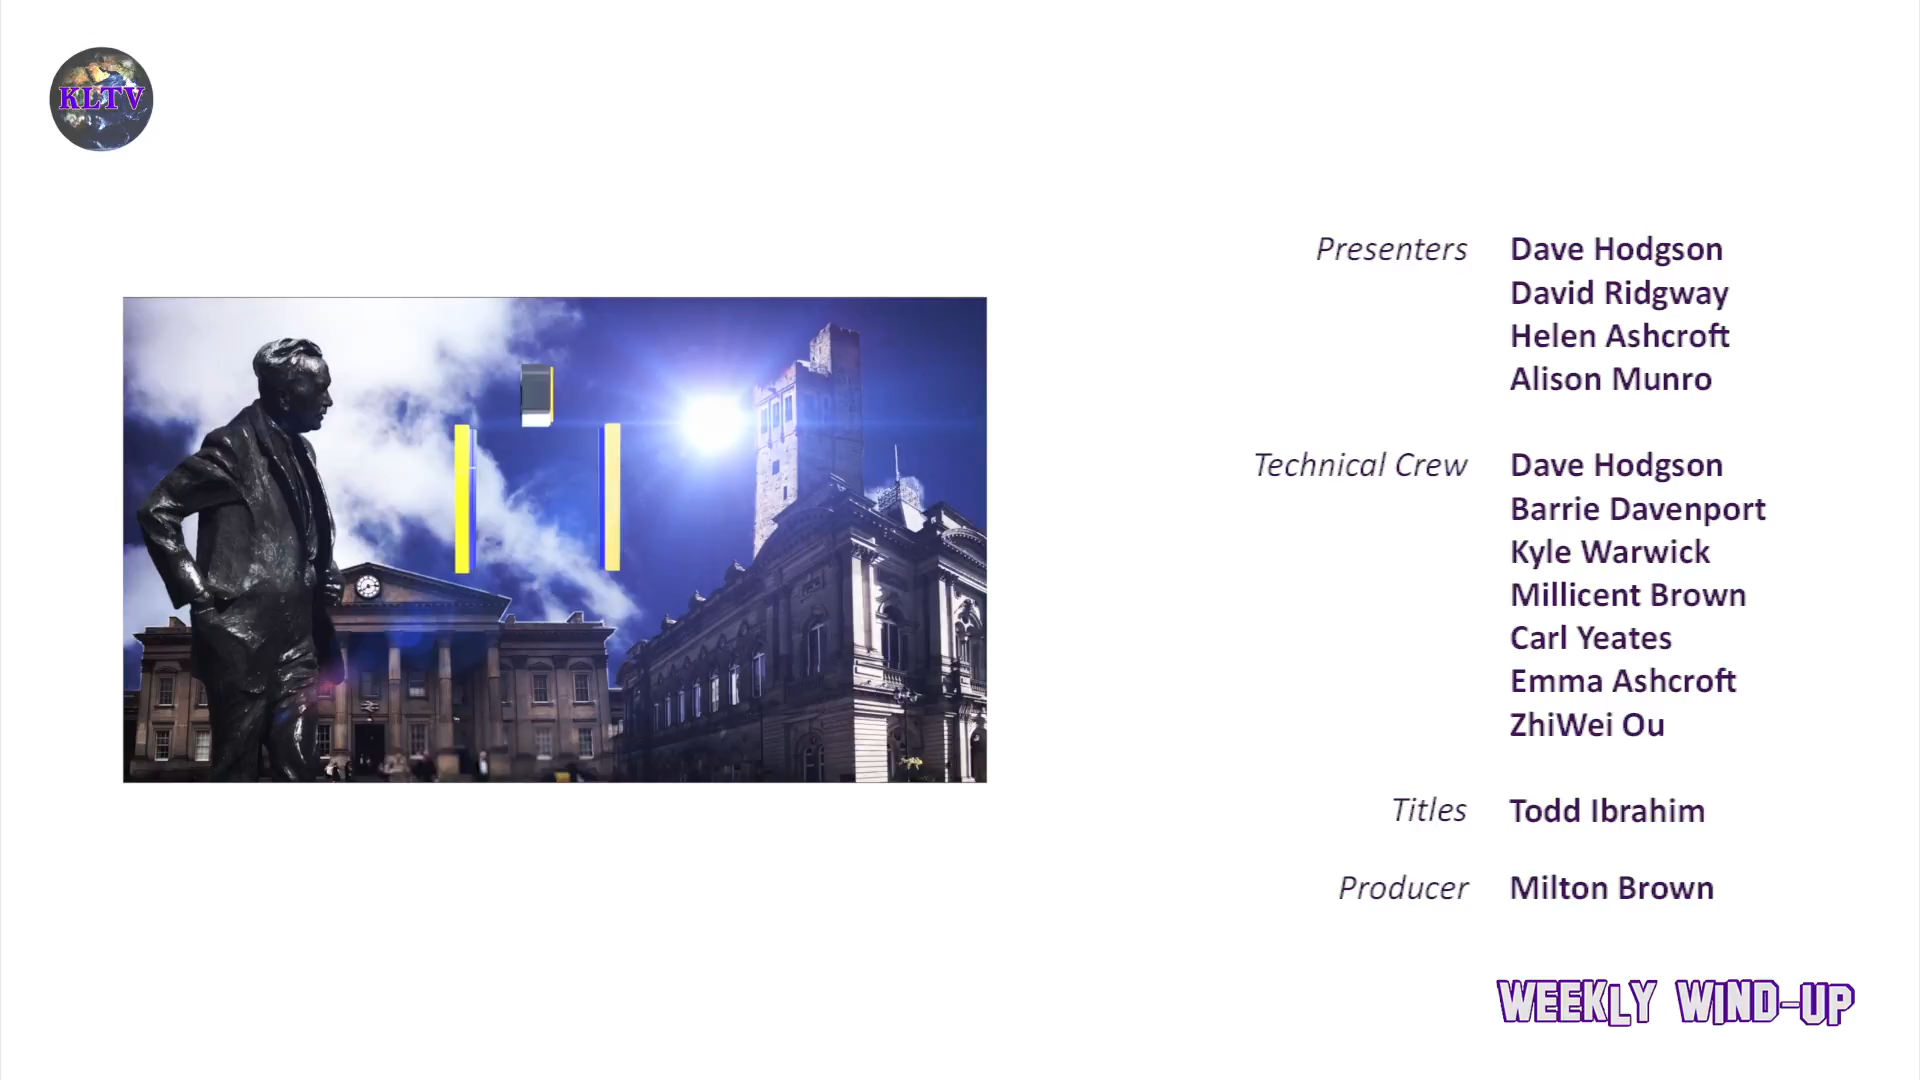 KLTV
Presenters Dave Hodgson
David Ridgway
Helen Ashcroft
Alison Munro
Technical Crew Dave Hodgson
Barrie Davenport
Kyle Warwick
Millicent Brown
Carl Yeates
Emma Ashcroft
ZhiWei Ou
Titles Todd Ibrahim
Producer Milton Brown
WEEKLY WIND-UP